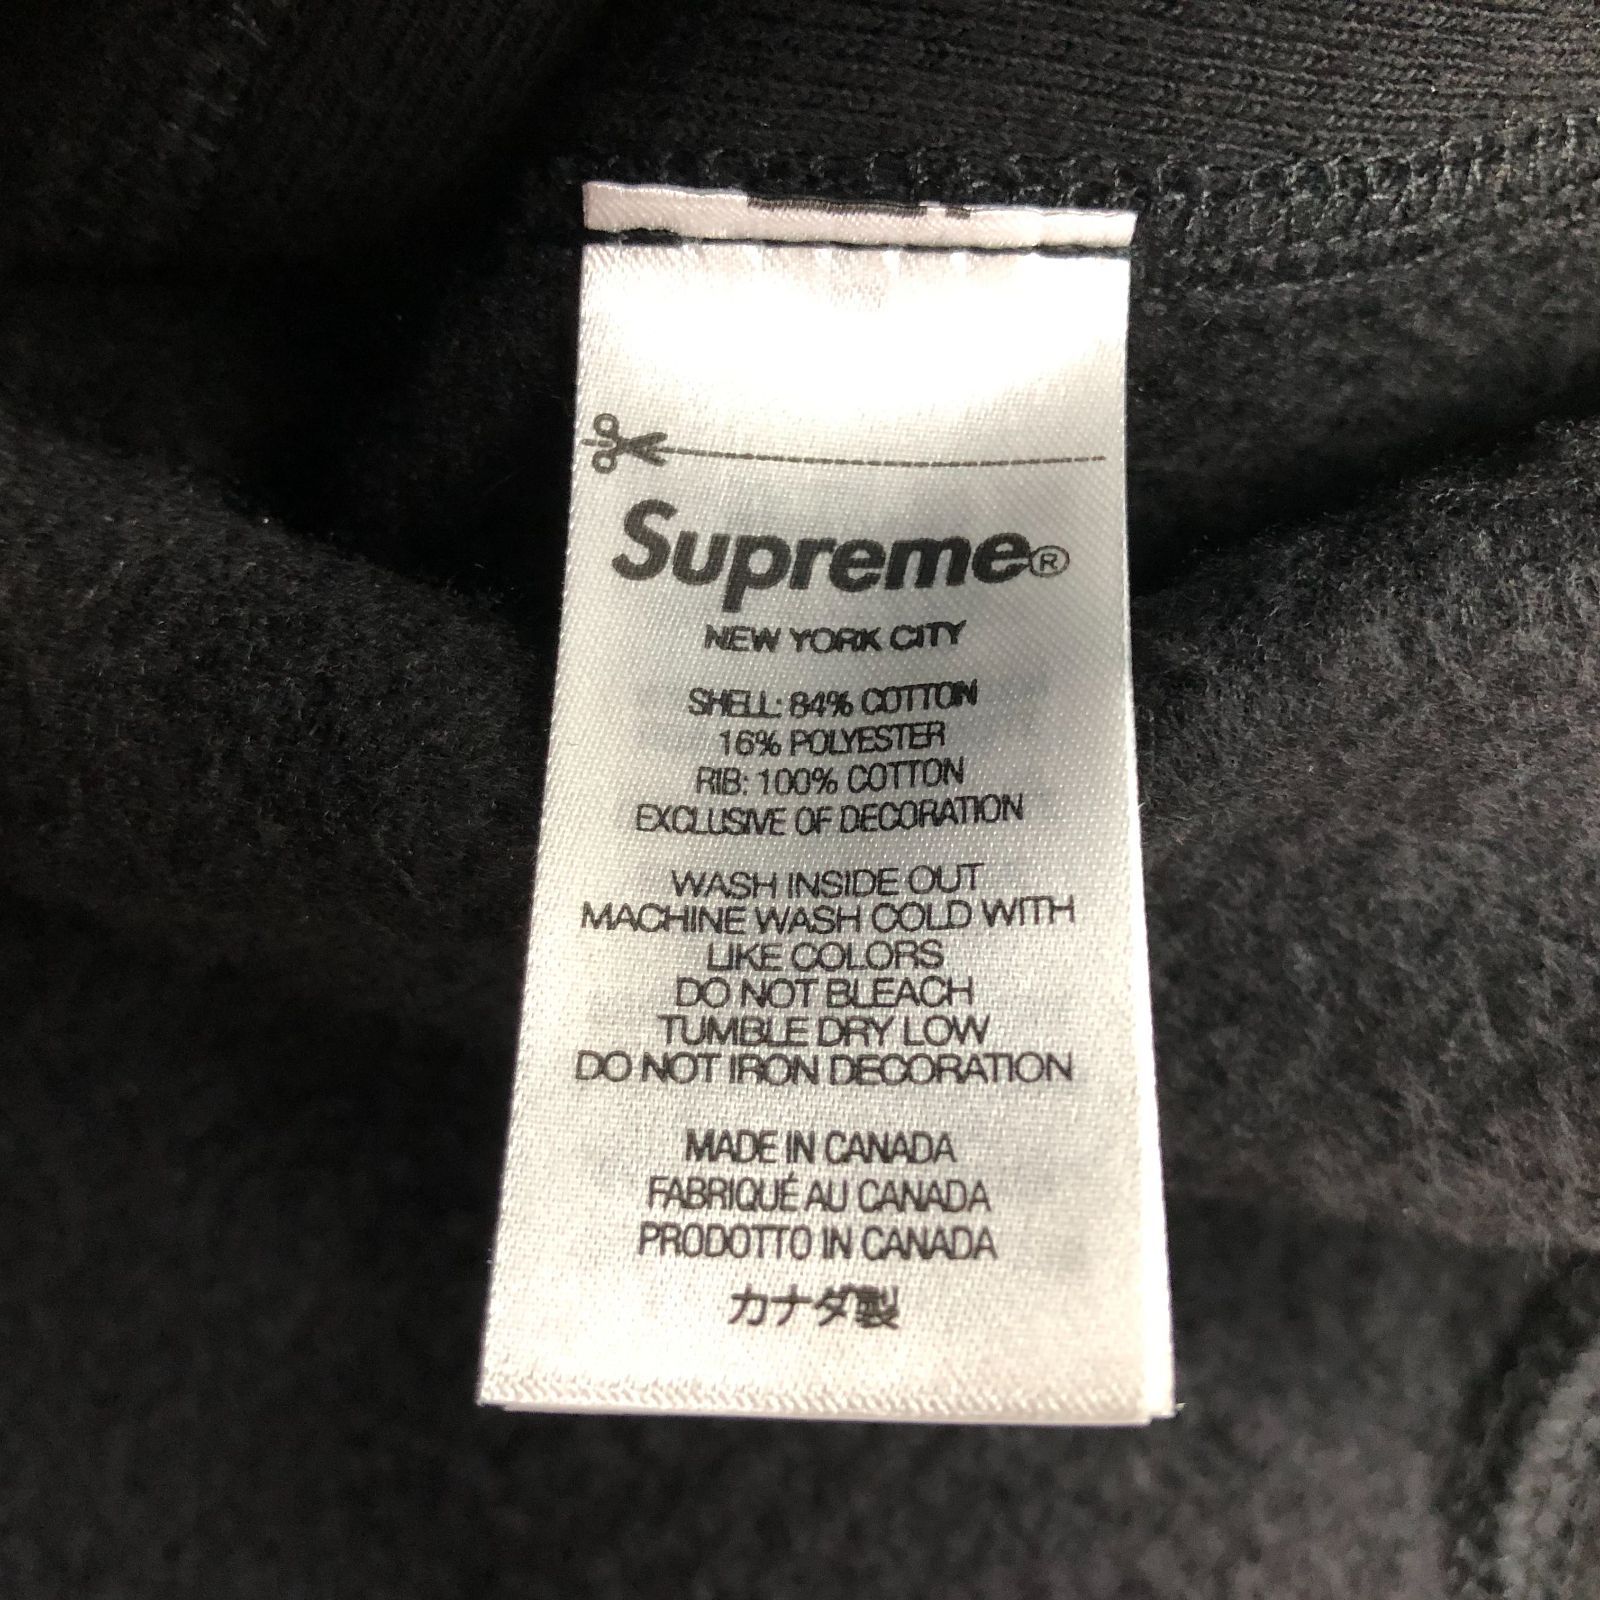 Supreme®
NEW YORK CITY
SHELL: 84% COTTON
16% POLYESTER
RIB: 100% COTTON
EXCLUSIVE OF DECORATION
WASH INSIDE OUT
MACHINE WASH COLD WITH
LIKE COLORS
DO NOT BLEACH
TUMBLE DRY LOW
DO NOT IRON DECORATION
MADE IN CANADA
FABRIQUÉ AU CANADA
PRODOTTO IN CANADA
カナダ製